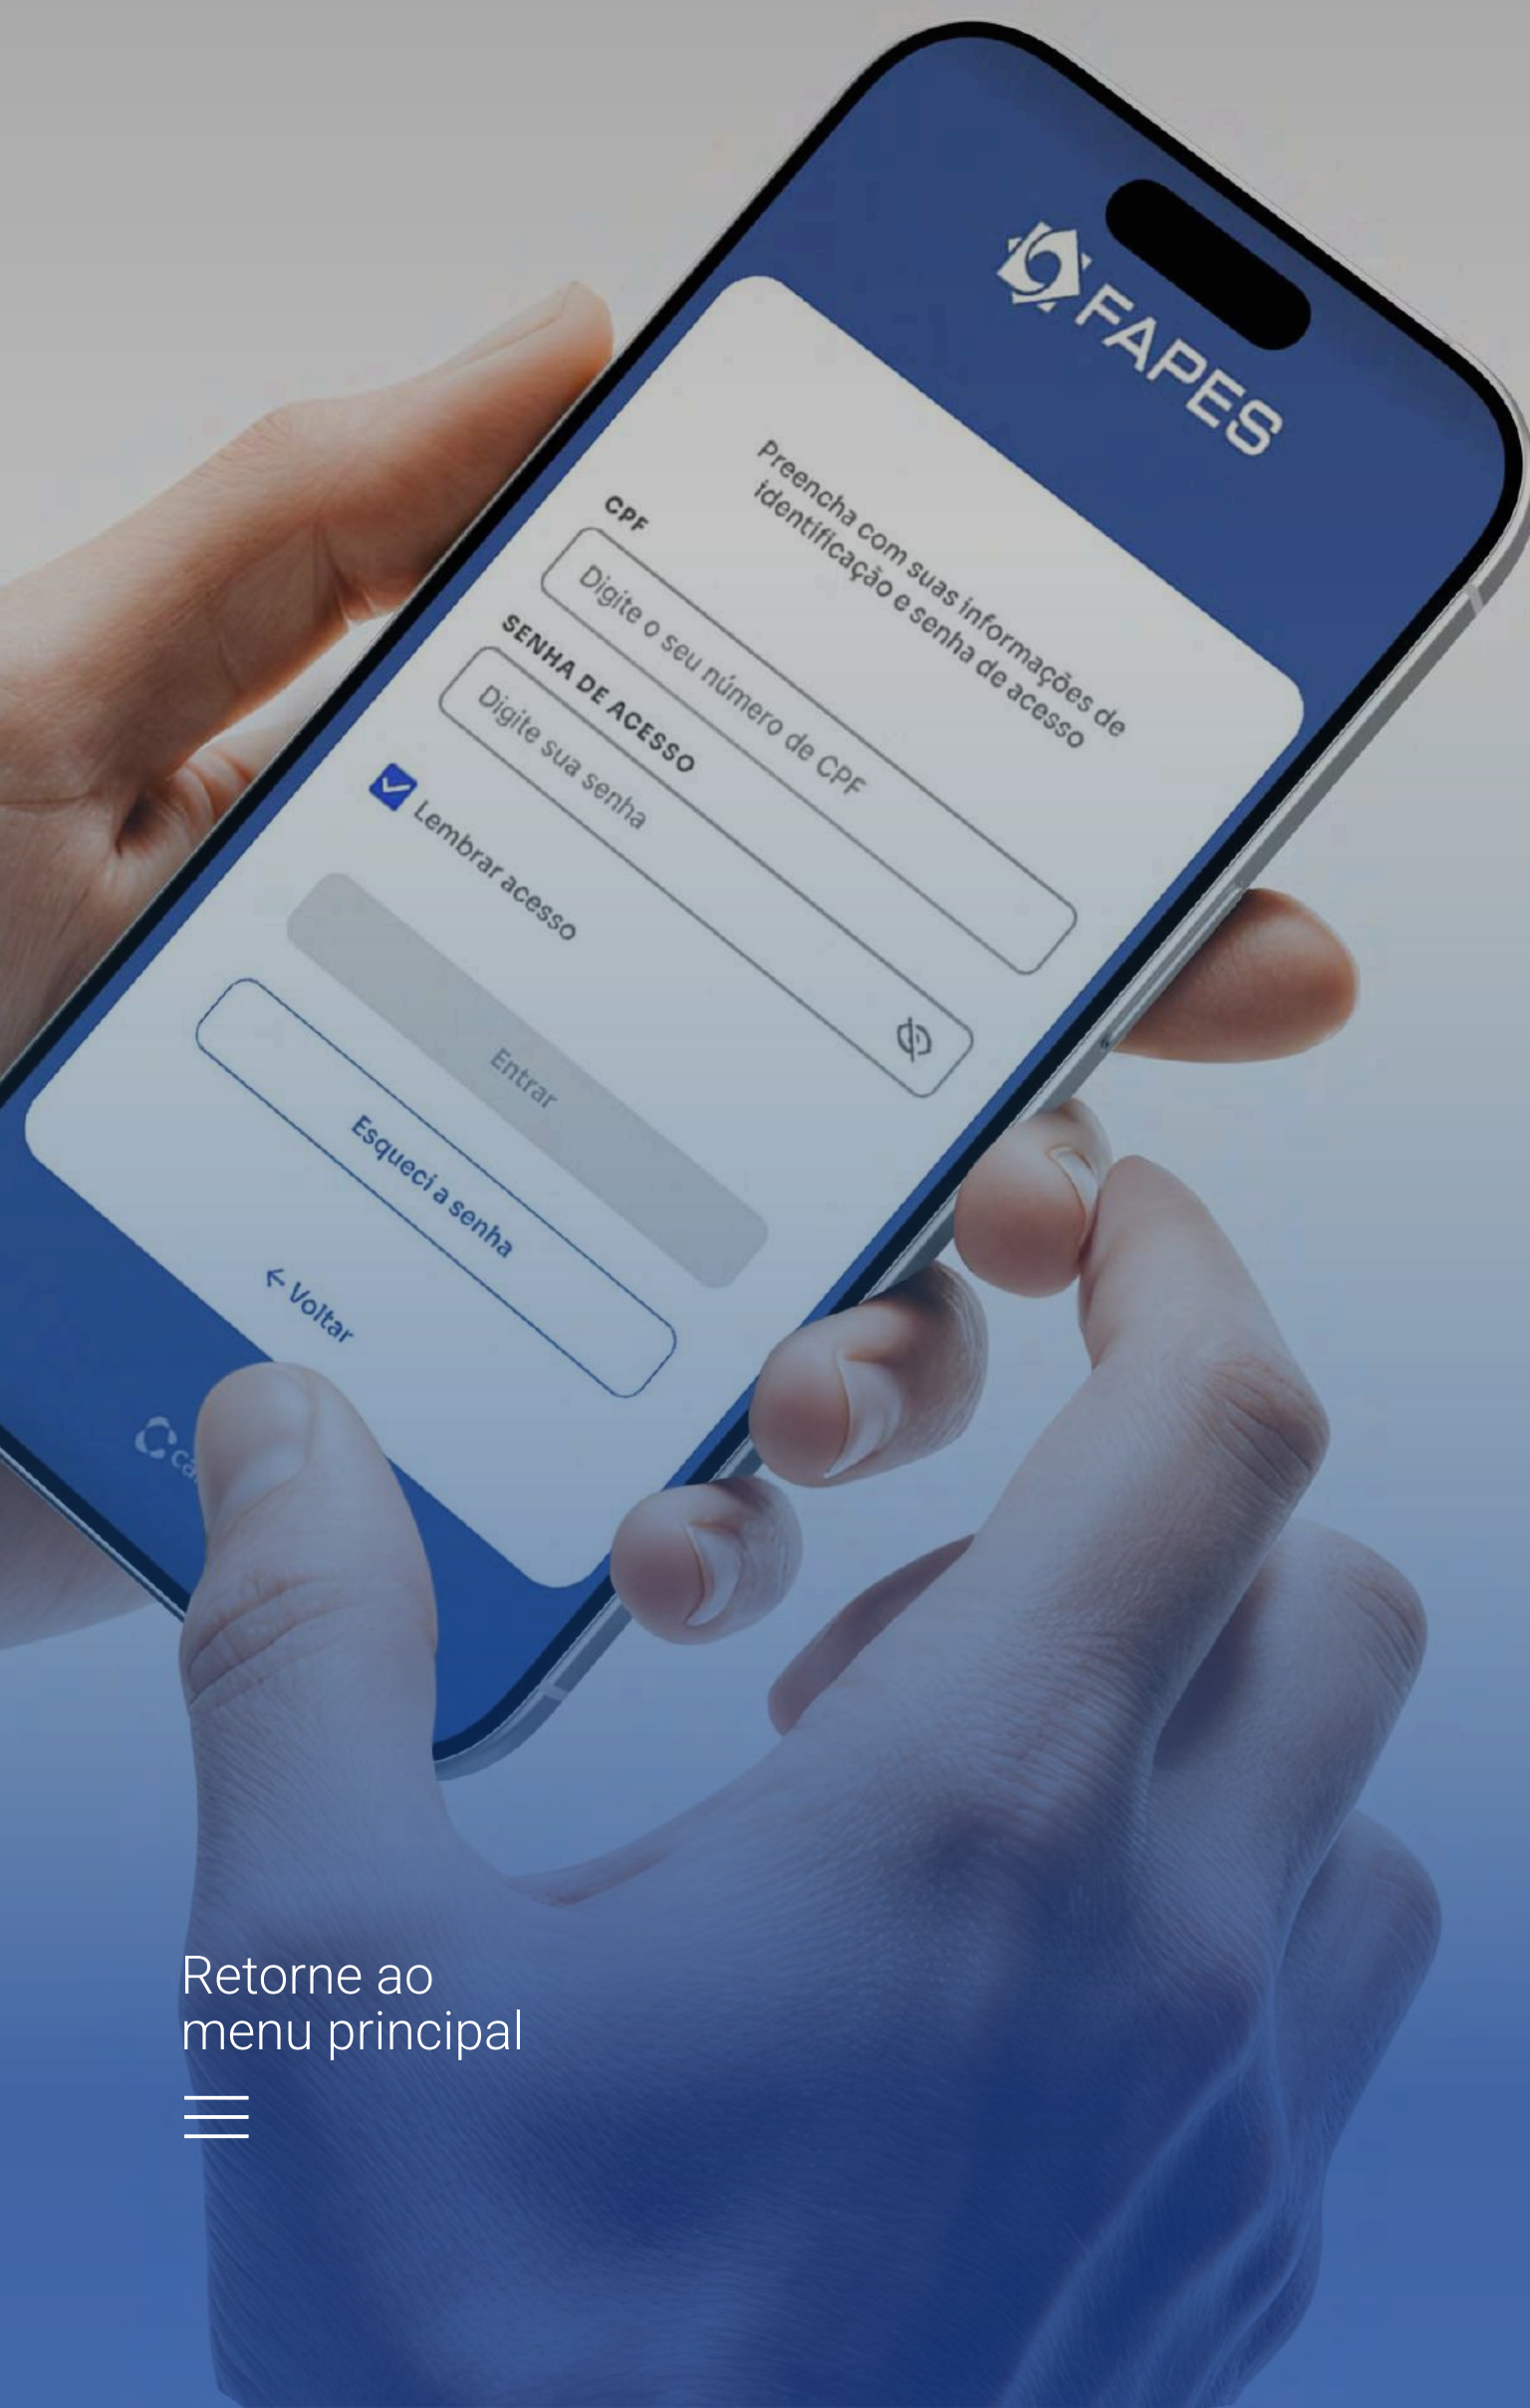 FAPES
Preencha com suas informações de
identificação e senha de acesso
CPF
Digite o seu número de CPF
SENHA DE ACESSO
Digite sua senha
Lembrar acesso
Entrar
Esqueci a senha
← Voltar
Retorne ao
menu principal